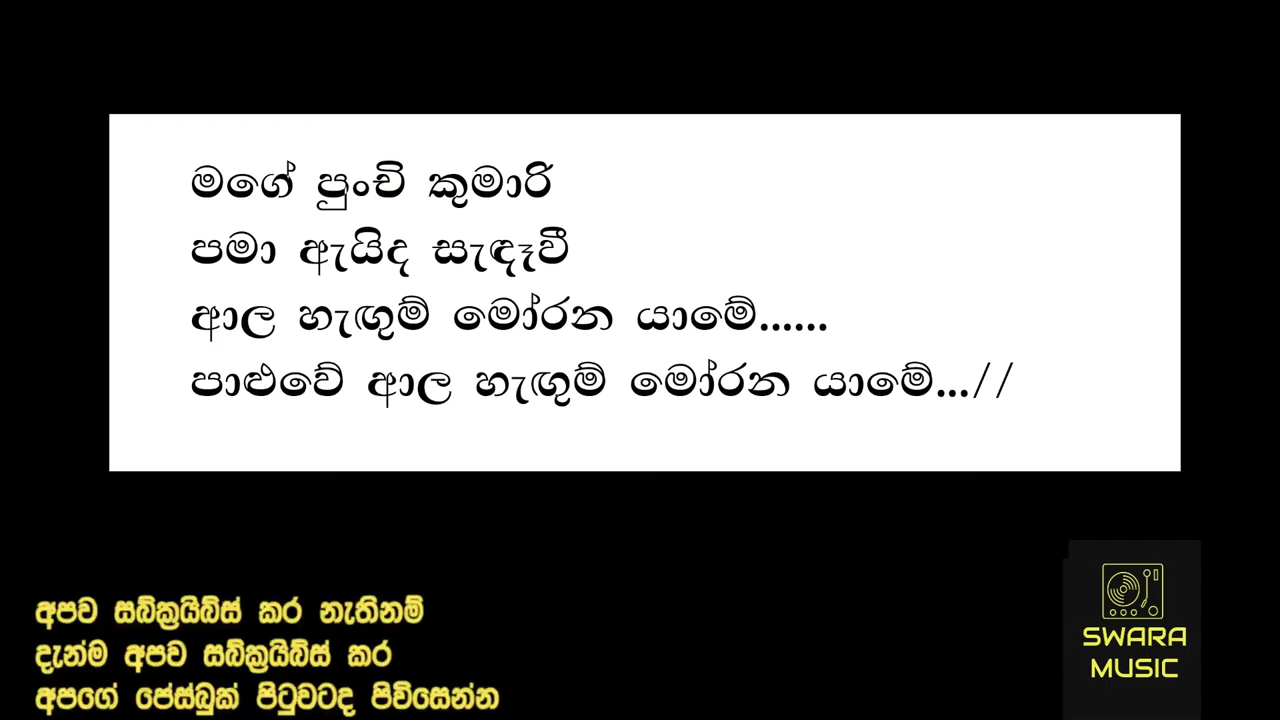 මගේ පුංචි කුමාරි
පමා ඇයිද සැඳෑවී
ආල හැඟුම් මෝරන යාමේ......
පාළුවේ ආල හැඟුම් මෝරන යාමේ...//
අපව සබ්ක්‍රයිබ්ස් කර නැතිනම්
දැන්ම අපව සබ්ක්‍රයිබ්ස් කර
අපගේ පේස්බුක් පිටුවටද පිවිසෙන්න
SWARA
MUSIC